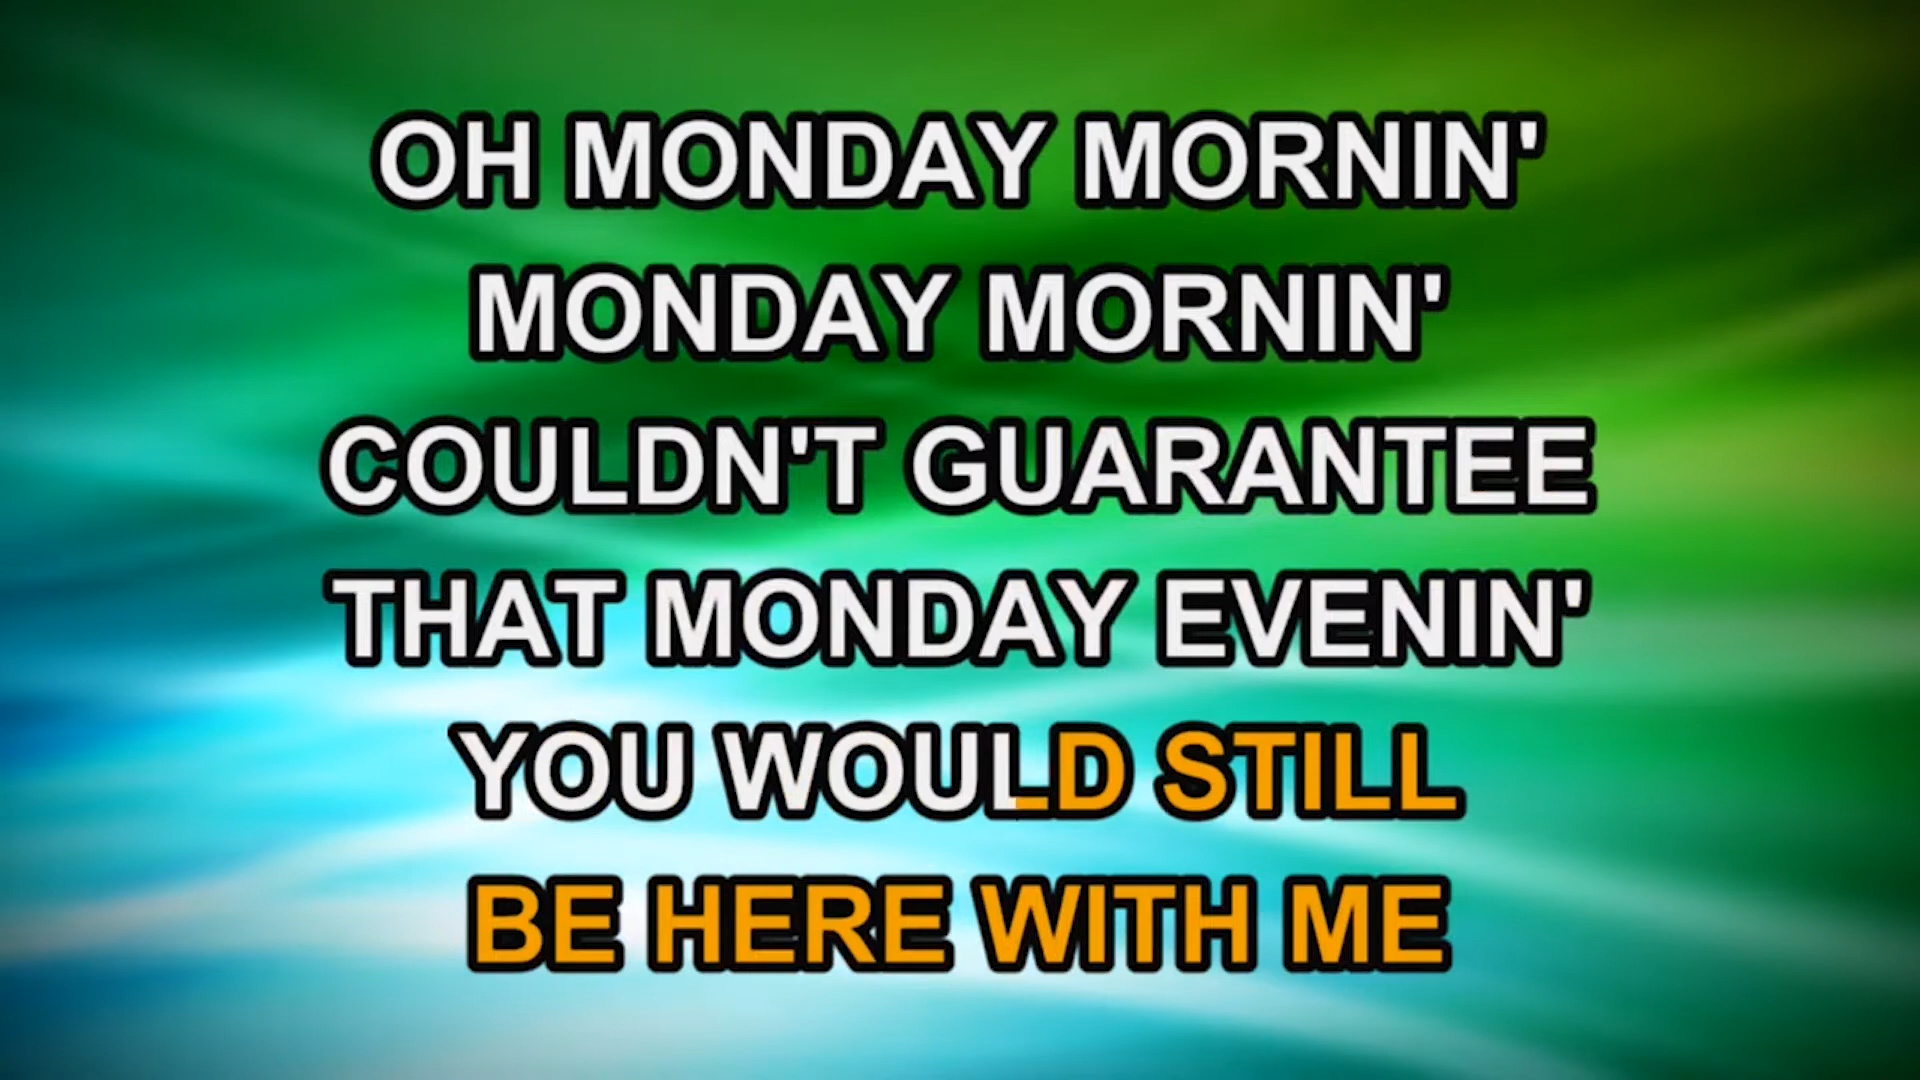 OH MONDAY MORNIN'
MONDAY MORNIN'
COULDN'T GUARANTEE
THAT MONDAY EVENIN'
YOU WOULD STILL
BE HERE WITH ME